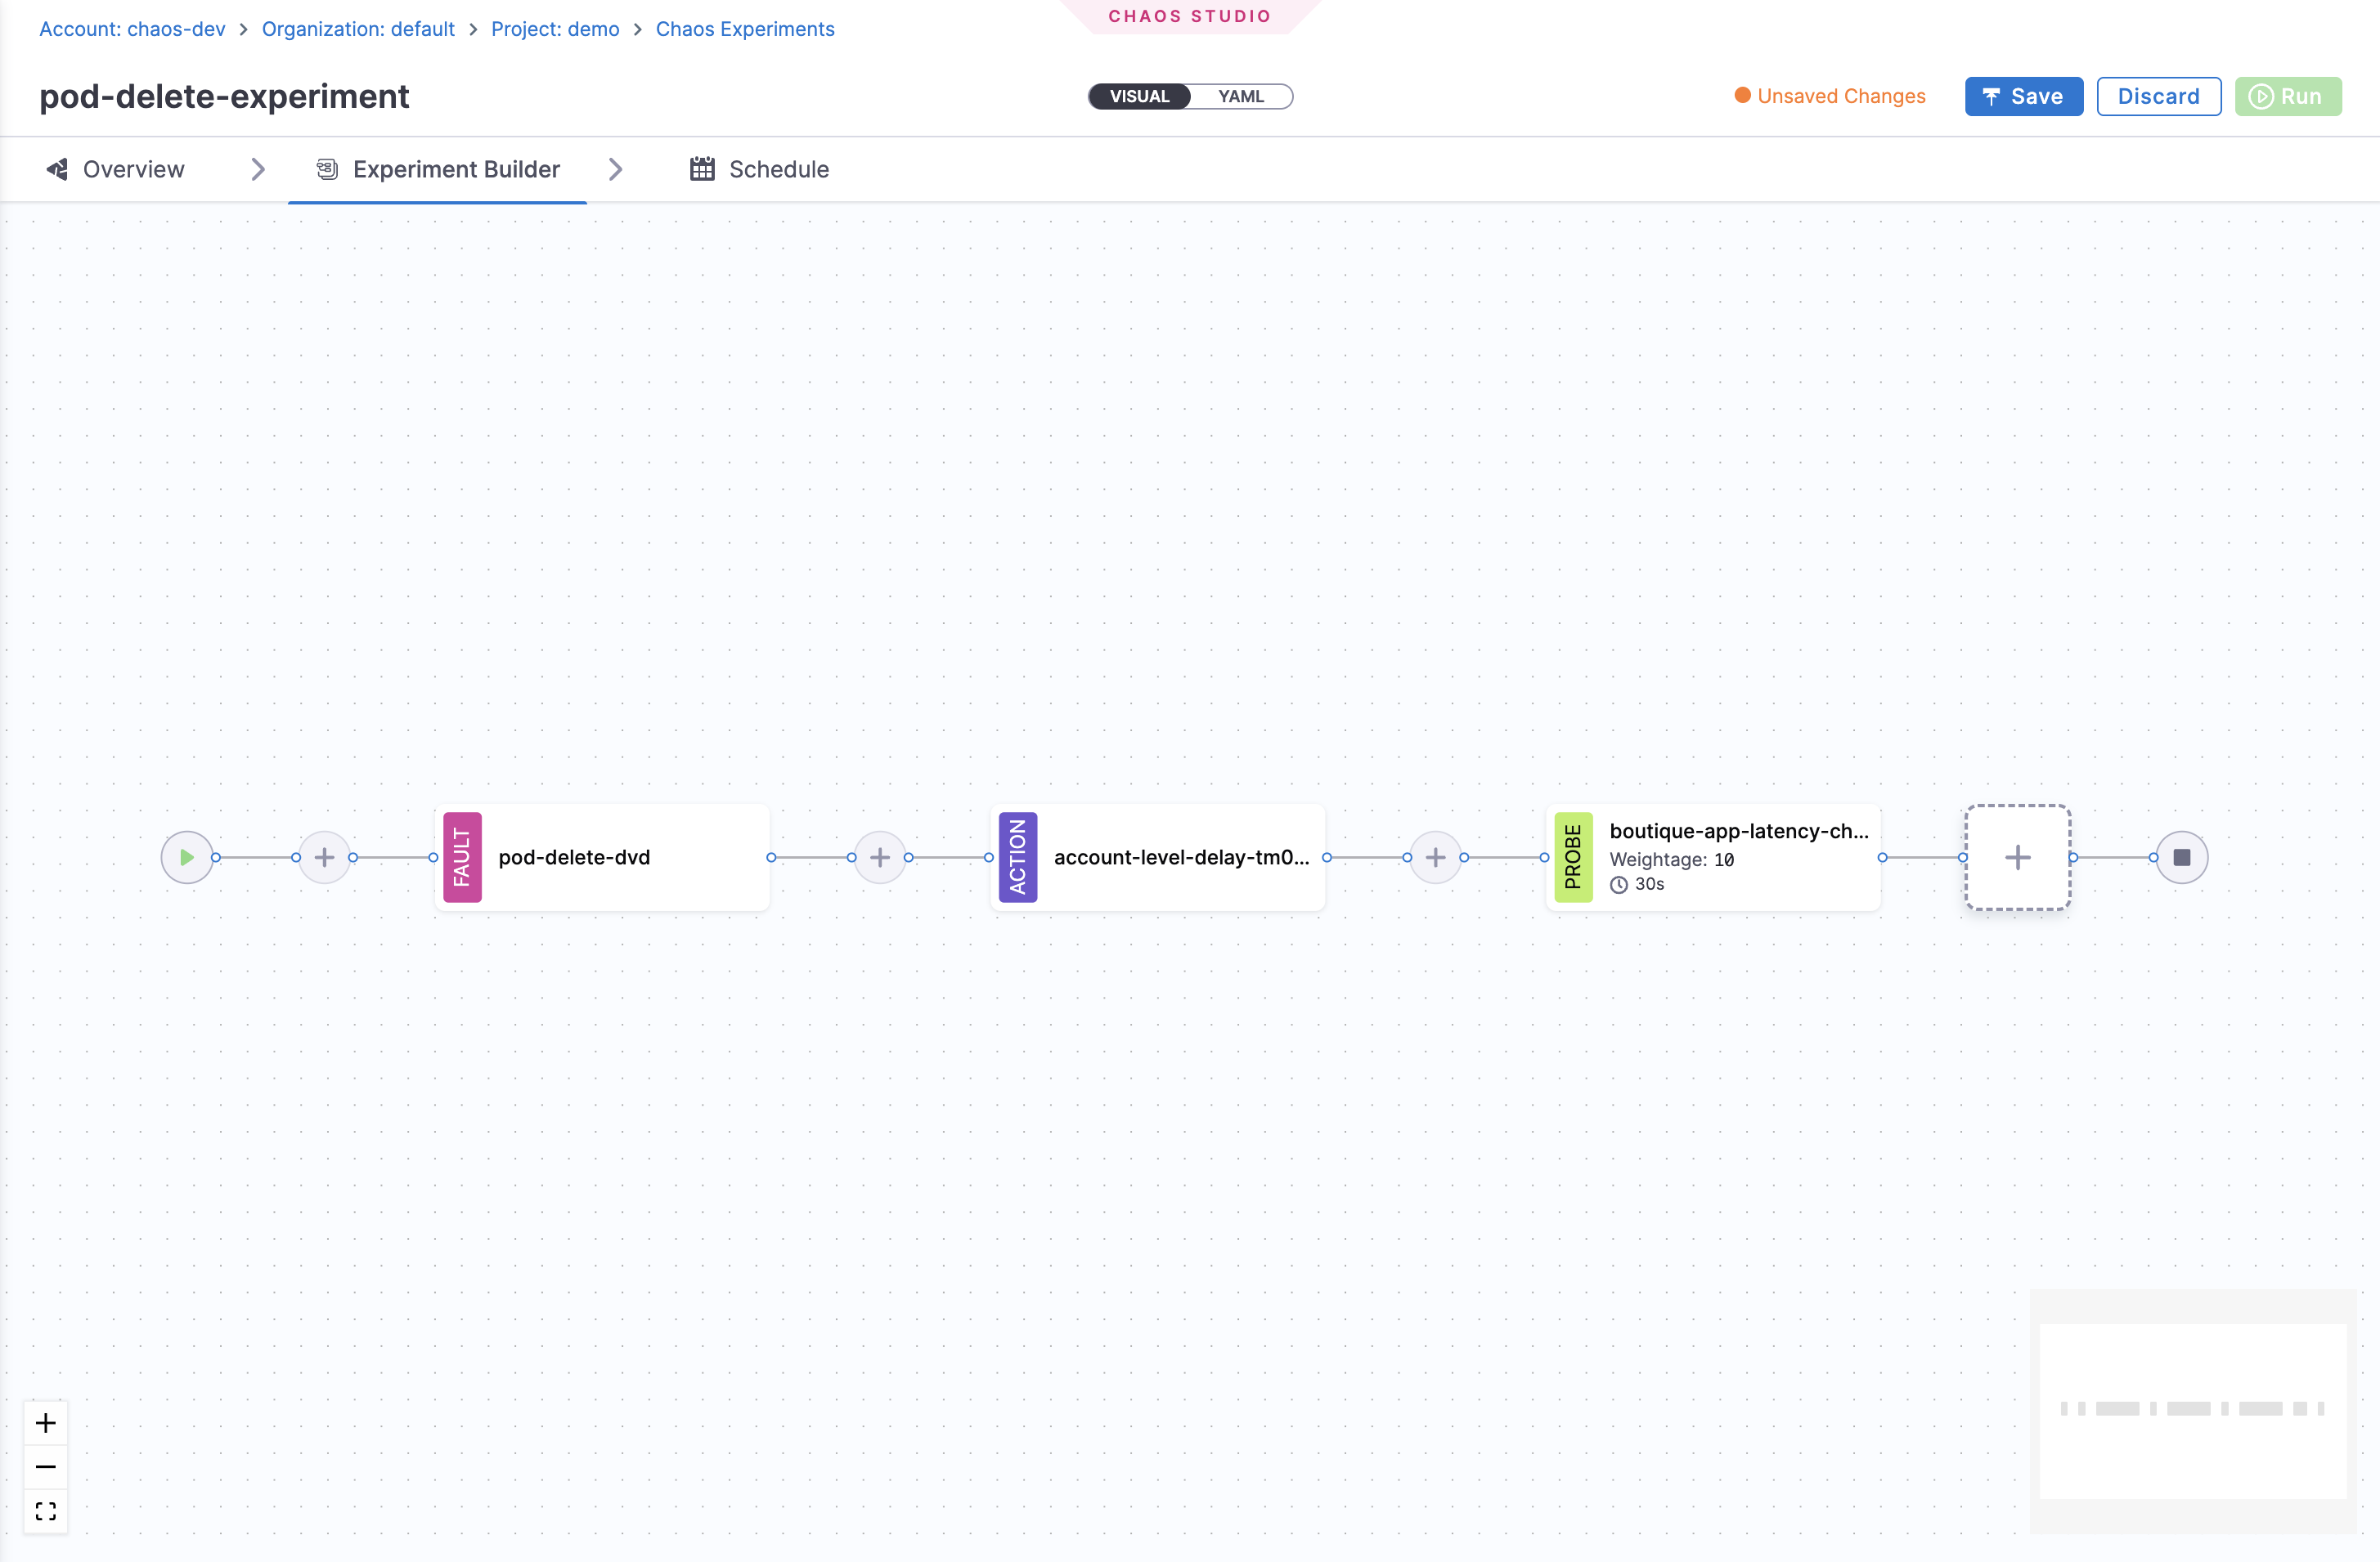 CHAOS STUDIO
Account: chaos-dev > Organization: default > Project: demo > Chaos Experiments
pod-delete-experiment
VISUAL YAML
Unsaved Changes
Save Discard Run
Overview Experiment Builder Schedule
FAULT
pod-delete-dvd
ACTION
account-level-delay-tm0...
PROBE
boutique-app-latency-ch...
Weightage: 10
30s